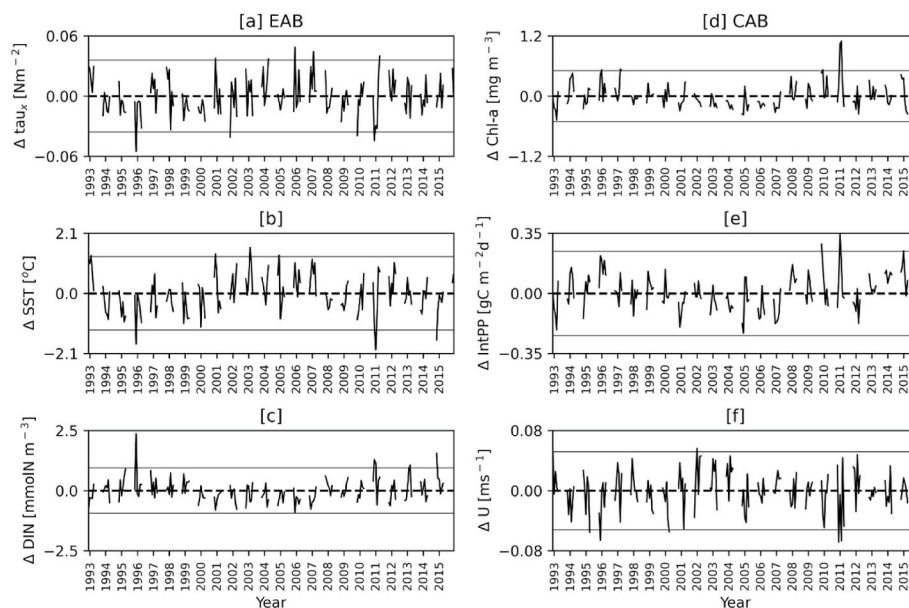 [a] EAB
Δ tau_x [Nm⁻²]
0.06
0.00
−0.06
1993 1994 1995 1996 1997 1998 1999 2000 2001 2002 2003 2004 2005 2006 2007 2008 2009 2010 2011 2012 2013 2014 2015
[b]
Δ SST [°C]
2.1
0.0
−2.1
1993 1994 1995 1996 1997 1998 1999 2000 2001 2002 2003 2004 2005 2006 2007 2008 2009 2010 2011 2012 2013 2014 2015
[c]
Δ DIN [mmolN m⁻³]
2.5
0.0
−2.5
1993 1994 1995 1996 1997 1998 1999 2000 2001 2002 2003 2004 2005 2006 2007 2008 2009 2010 2011 2012 2013 2014 2015
[d] CAB
Δ Chl-a [mg m⁻³]
1.2
0.0
−1.2
1993 1994 1995 1996 1997 1998 1999 2000 2001 2002 2003 2004 2005 2006 2007 2008 2009 2010 2011 2012 2013 2014 2015
[e]
Δ IntPP [gC m⁻²d⁻¹]
0.35
0.00
−0.35
1993 1994 1995 1996 1997 1998 1999 2000 2001 2002 2003 2004 2005 2006 2007 2008 2009 2010 2011 2012 2013 2014 2015
[f]
Δ U [ms⁻¹]
0.08
0.00
−0.08
1993 1994 1995 1996 1997 1998 1999 2000 2001 2002 2003 2004 2005 2006 2007 2008 2009 2010 2011 2012 2013 2014 2015
Year